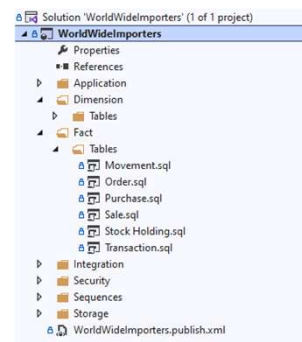 Solution 'WorldWideImporters' (1 of 1 project)
WorldWideImporters
Properties
References
Application
Dimension
Tables
Fact
Tables
Movement.sql
Order.sql
Purchase.sql
Sale.sql
Stock Holding.sql
Transaction.sql
Integration
Security
Sequences
Storage
WorldWideImporters.publish.xml